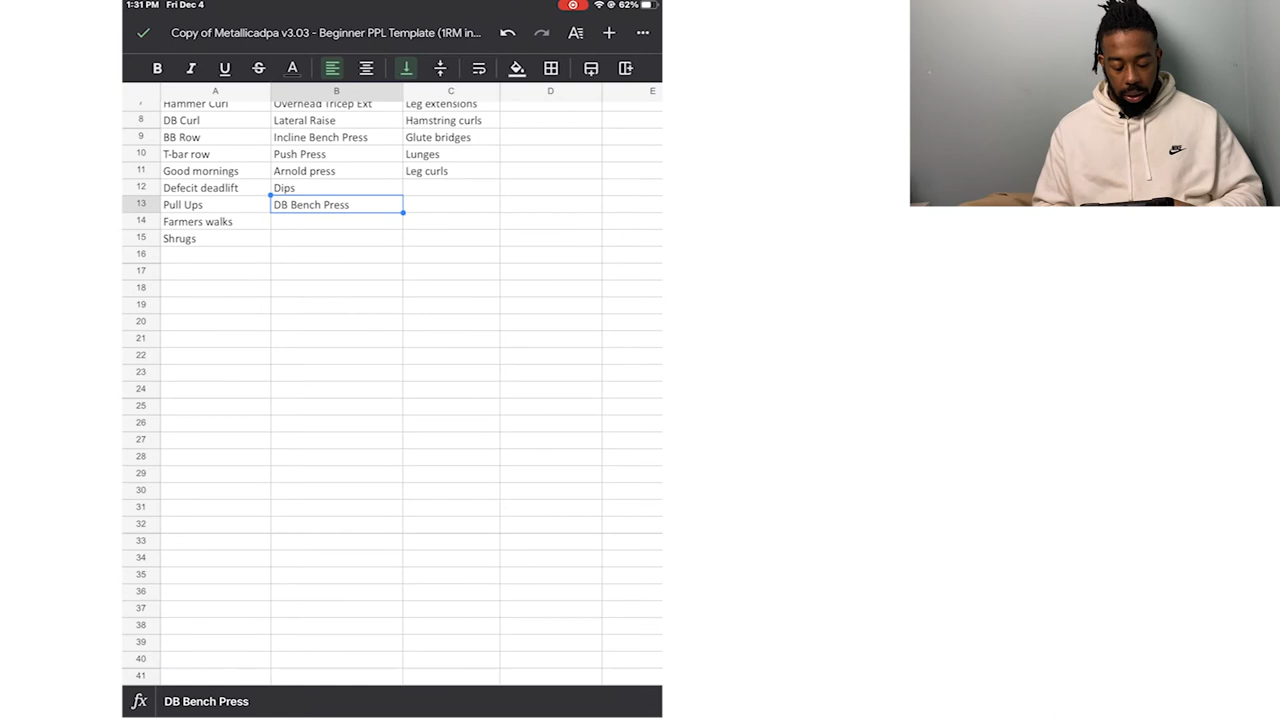 1:31 PM Fri Dec 4 62%
Copy of Metallicadpa v3.03 - Beginner PPL Template (1RM in...
B I U S A
A B C D E
7 Hammer Curl Overhead Tricep Ext Leg extensions
8 DB Curl Lateral Raise Hamstring curls
9 BB Row Incline Bench Press Glute bridges
10 T-bar row Push Press Lunges
11 Good mornings Arnold press Leg curls
12 Defecit deadlift Dips
13 Pull Ups DB Bench Press
14 Farmers walks
15 Shrugs
16
17
18
19
20
21
22
23
24
25
26
27
28
29
30
31
32
33
34
35
36
37
38
39
40
41
fx DB Bench Press